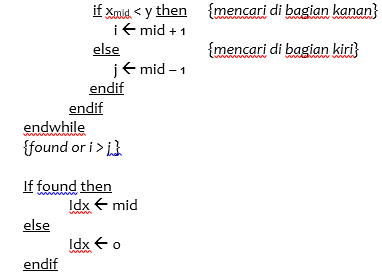 if xmid < y then {mencari di bagian kanan}
i ← mid + 1
else {mencari di bagian kiri}
j ← mid – 1
endif
endif
endwhile
{found or i > j }
If found then
Idx ← mid
else
Idx ← 0
endif